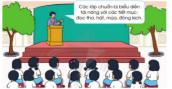 Các lớp chuẩn bị biểu diễn
tài năng với các tiết mục:
đọc thơ, hát, múa, đóng kịch.